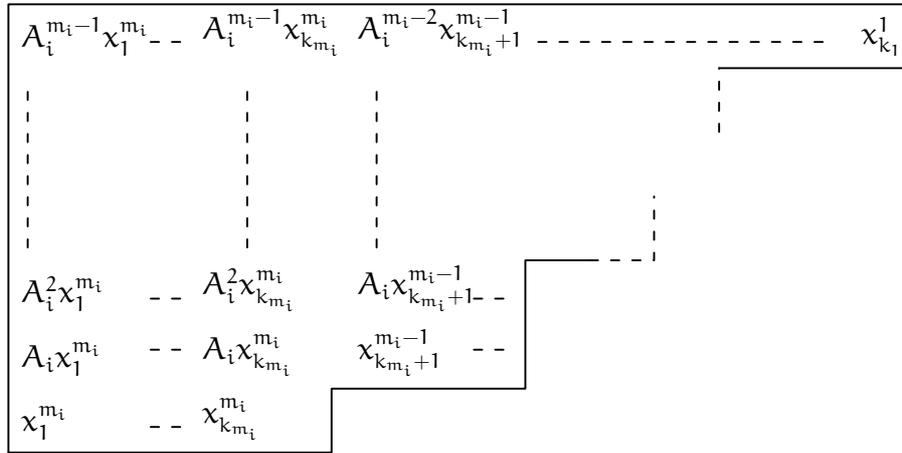 $A_i^{m_i-1}x_1^{m_i}$ -- $A_i^{m_i-1}x_{k_{m_i}}^{m_i}$ $A_i^{m_i-2}x_{k_{m_i}+1}^{m_i-1}$ ------------- $x_{k_1}^1$
$A_i^2x_1^{m_i}$ -- $A_i^2x_{k_{m_i}}^{m_i}$ $A_ix_{k_{m_i}+1}^{m_i-1}$ --
$A_ix_1^{m_i}$ -- $A_ix_{k_{m_i}}^{m_i}$ $x_{k_{m_i}+1}^{m_i-1}$ --
$x_1^{m_i}$ -- $x_{k_{m_i}}^{m_i}$